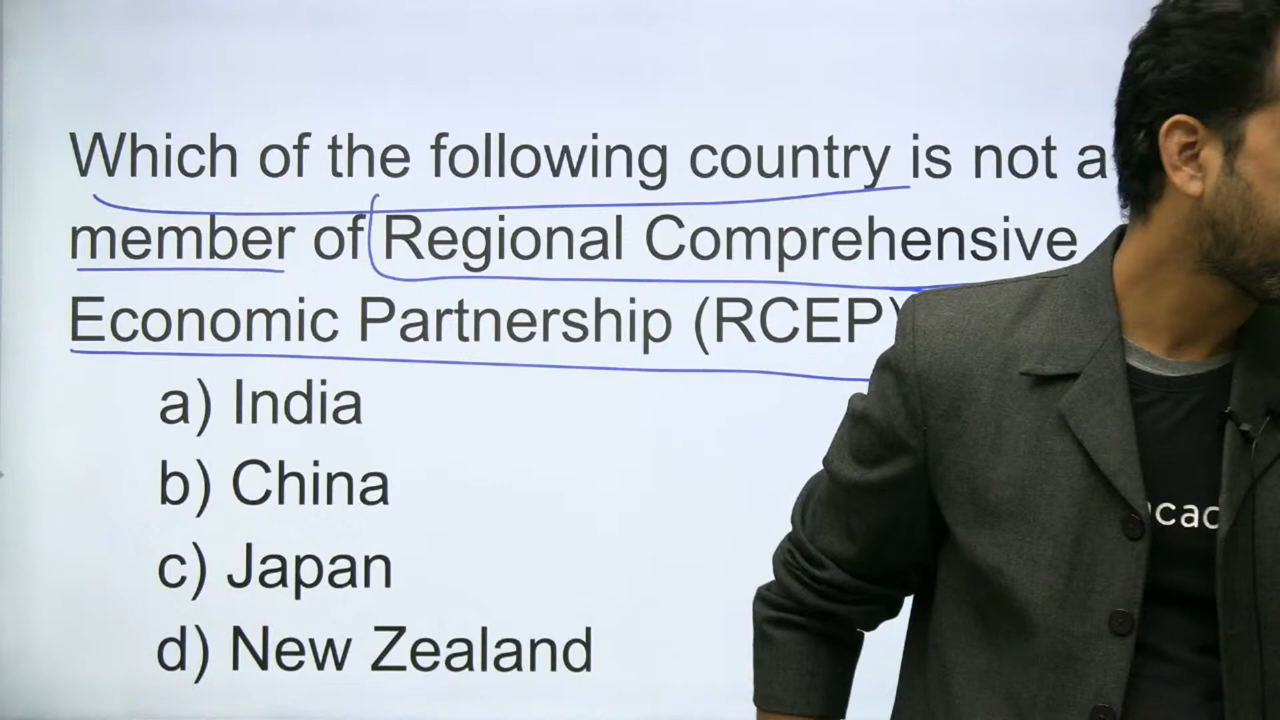 Which of the following country is not a
member of Regional Comprehensive
Economic Partnership (RCEP)
a) India
b) China
c) Japan
d) New Zealand